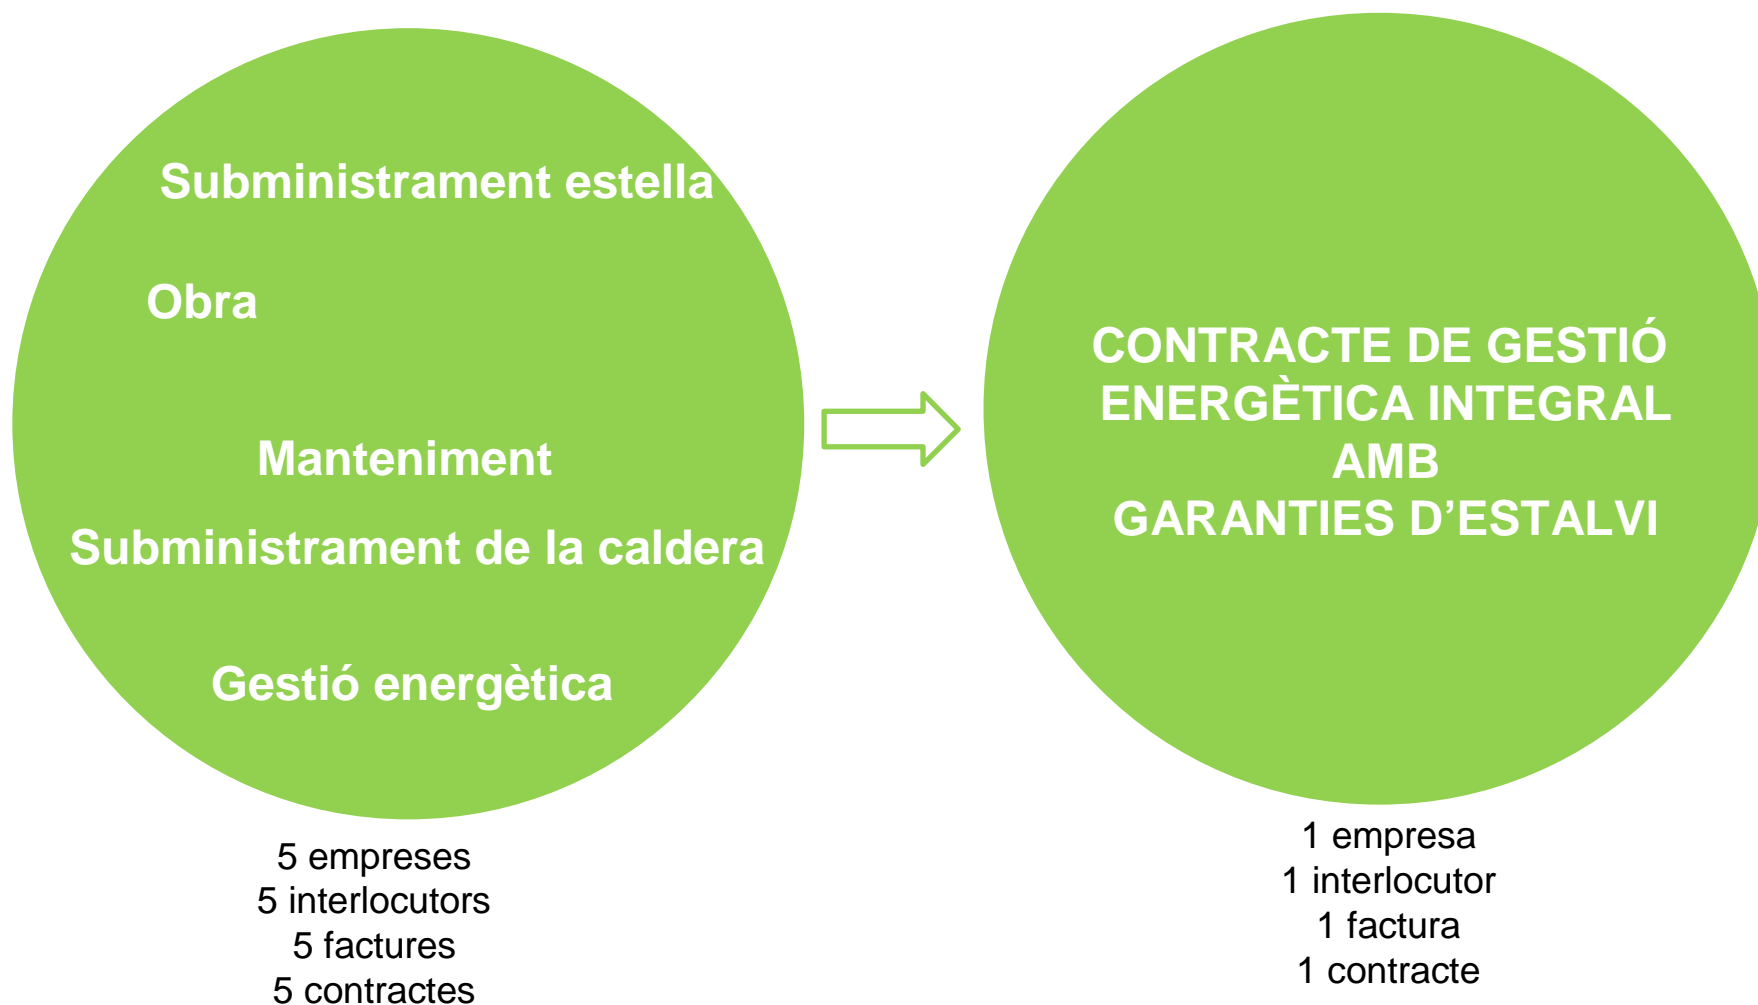 Subministrament estella
Obra
Manteniment
Subministrament de la caldera
Gestió energètica
5 empreses
5 interlocutors
5 factures
5 contractes
CONTRACTE DE GESTIÓ
ENERGÈTICA INTEGRAL
AMB
GARANTIES D’ESTALVI
1 empresa
1 interlocutor
1 factura
1 contracte